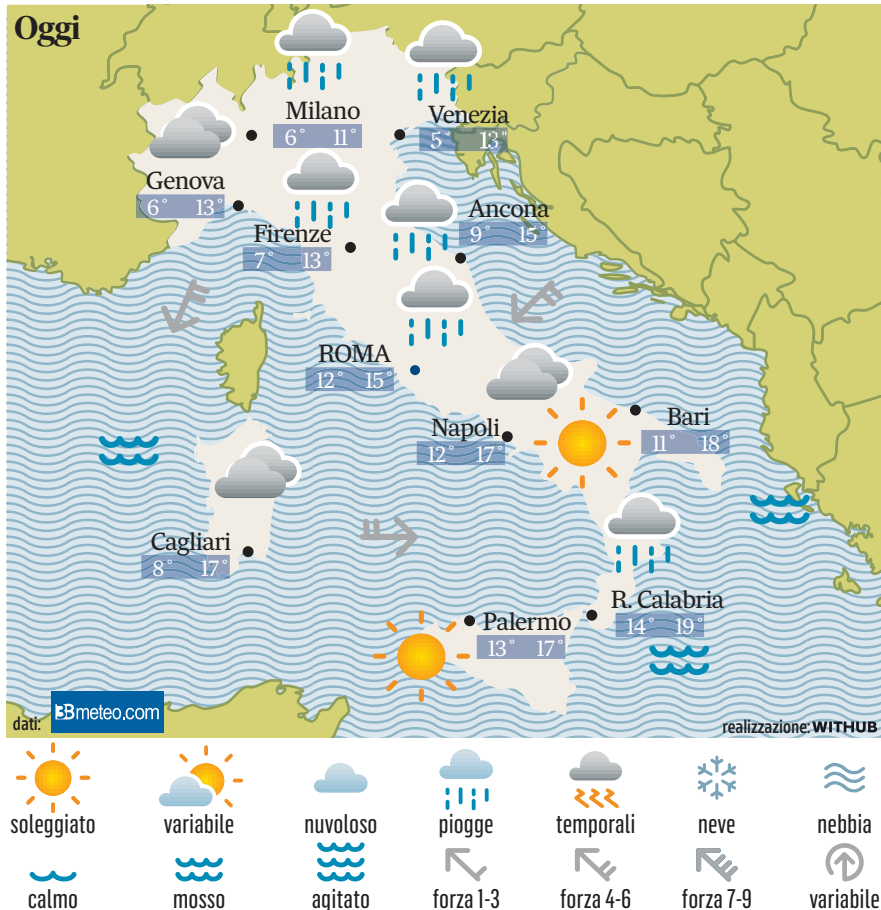 Oggi
Milano
6° 11°
Venezia
5° 13°
Genova
6° 13°
Firenze
7° 13°
Ancona
9° 15°
ROMA
12° 15°
Napoli
12° 17°
Bari
11° 18°
Cagliari
8° 17°
Palermo
13° 17°
R. Calabria
14° 19°
dati: 3Bmeteo.com
realizzazione: WITHUB
soleggiato variabile nuvoloso piogge temporali neve nebbia
calmo mosso agitato forza 1-3 forza 4-6 forza 7-9 variabile